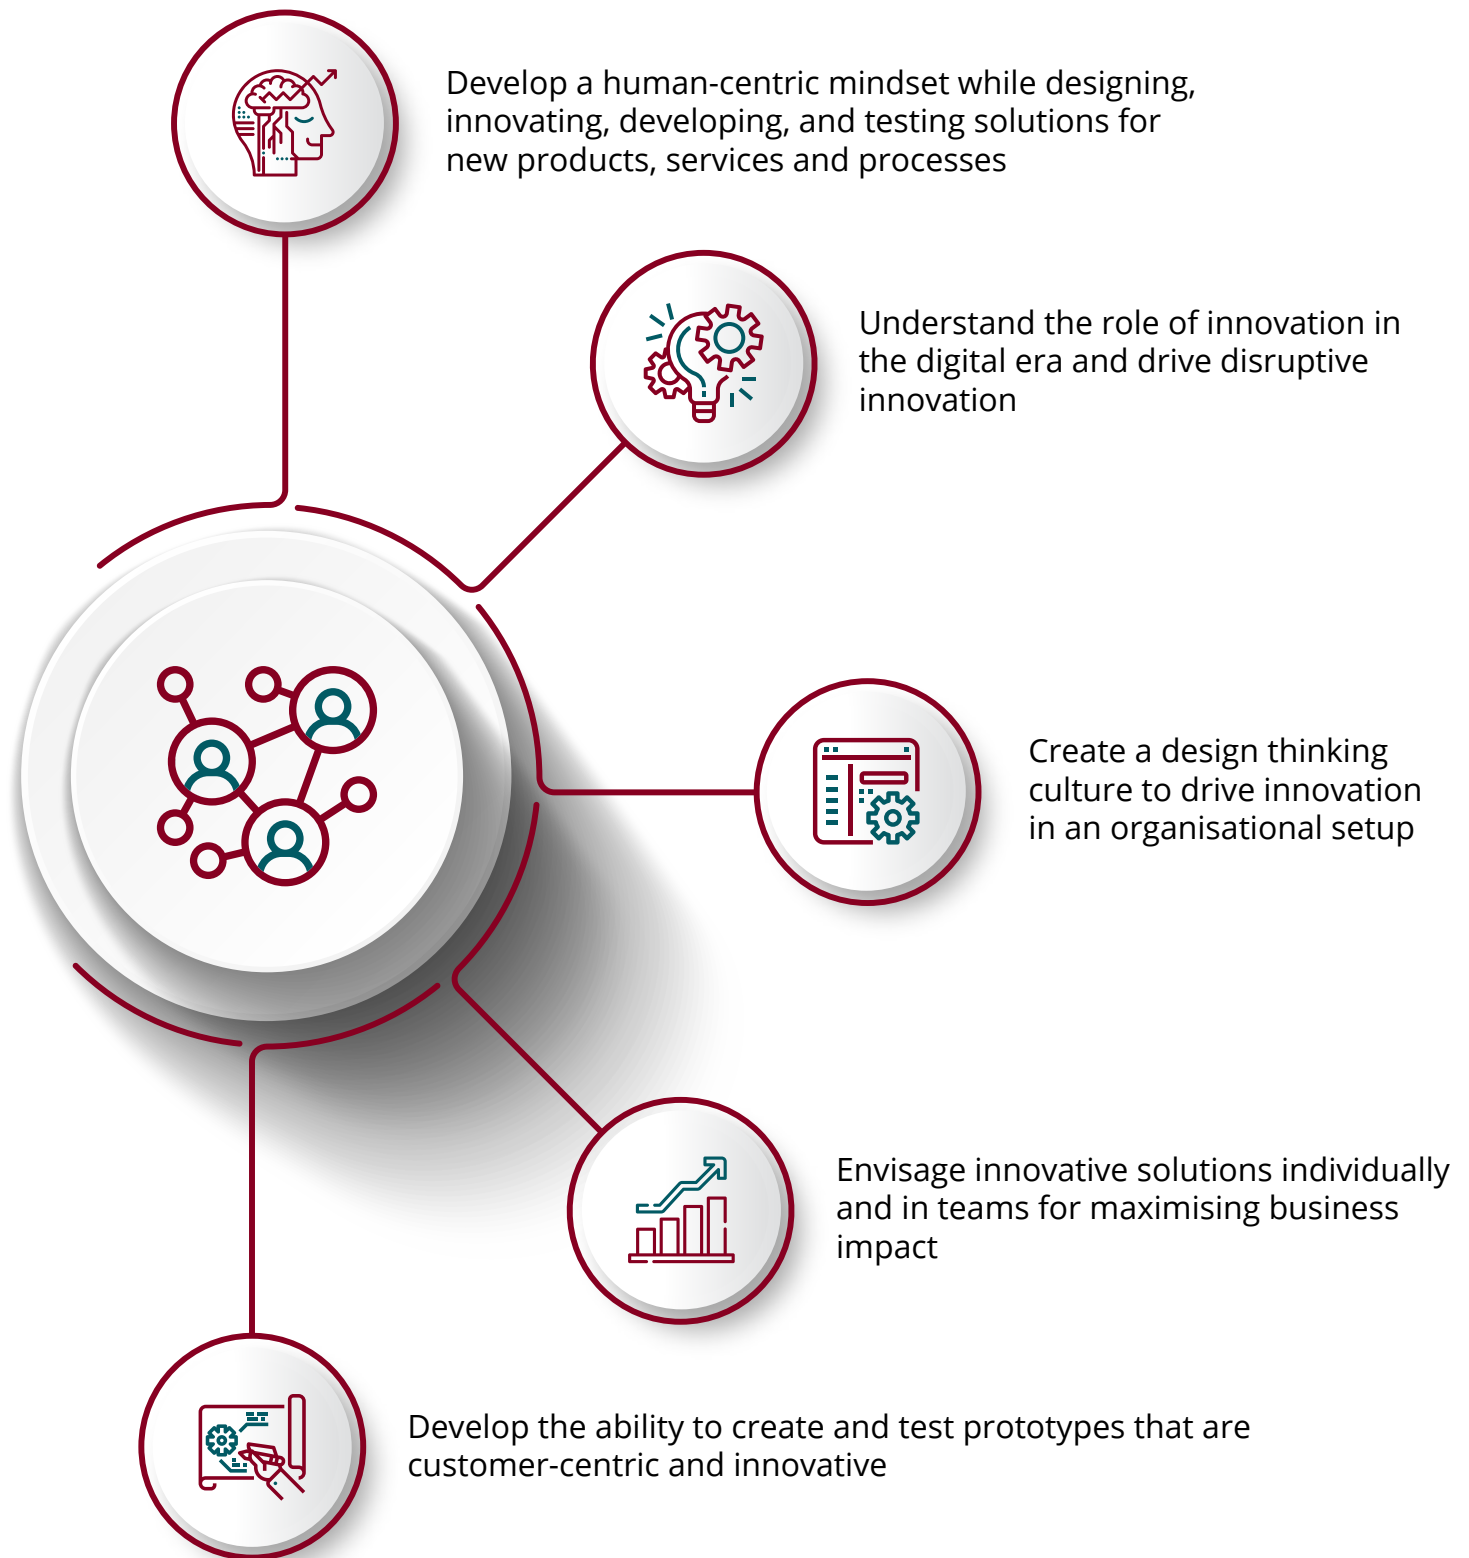 Develop a human-centric mindset while designing,
innovating, developing, and testing solutions for
new products, services and processes
Understand the role of innovation in
the digital era and drive disruptive
innovation
Create a design thinking
culture to drive innovation
in an organisational setup
Envisage innovative solutions individually
and in teams for maximising business
impact
Develop the ability to create and test prototypes that are
customer-centric and innovative